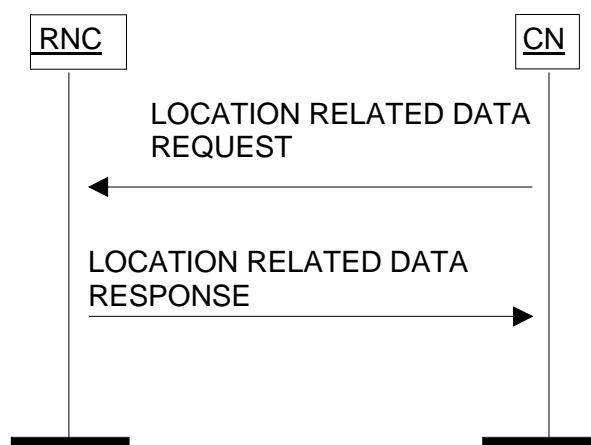 RNC
CN
LOCATION RELATED DATA
REQUEST
LOCATION RELATED DATA
RESPONSE